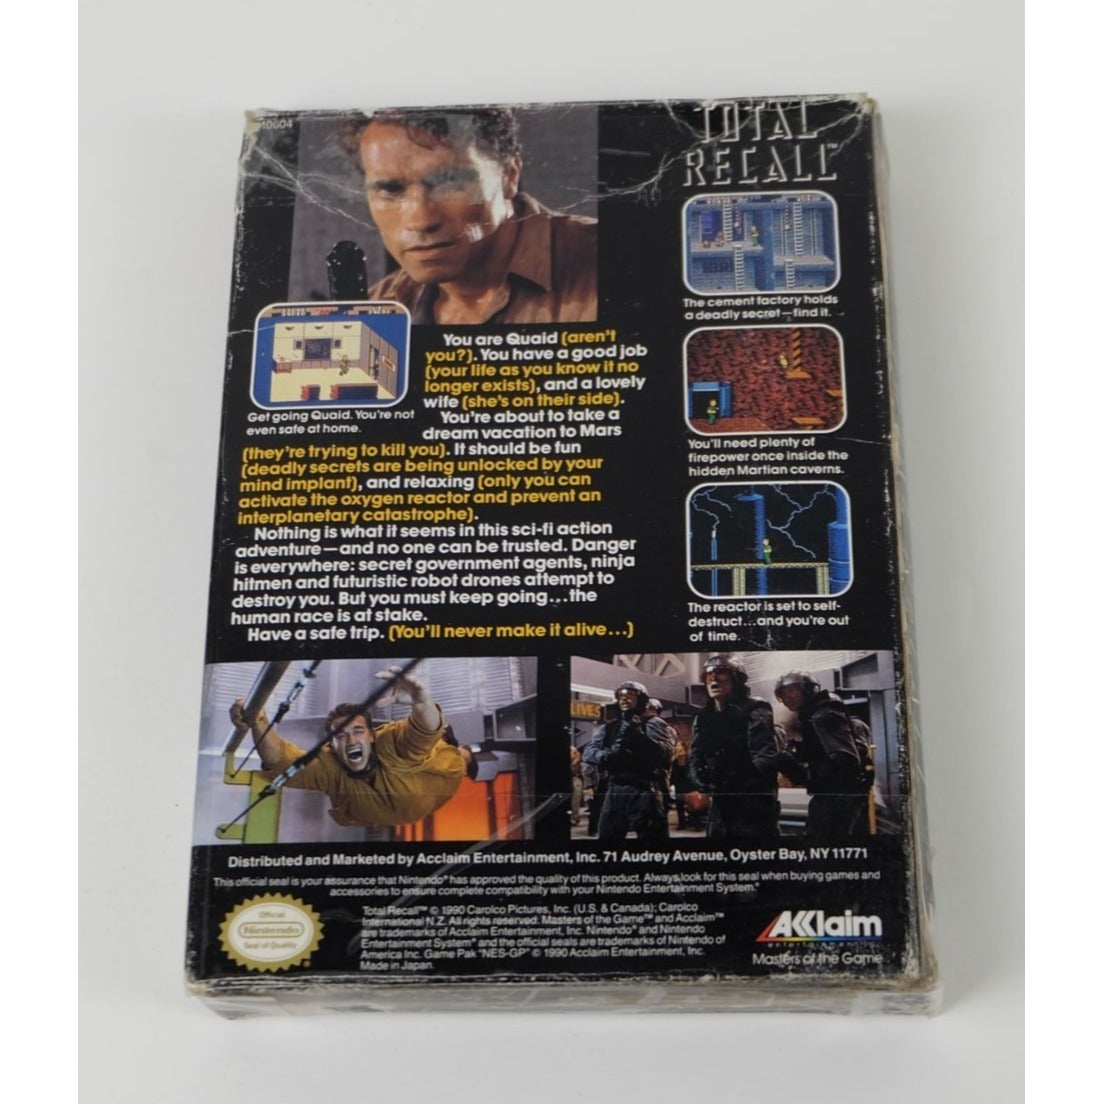 10604
TOTAL
RECALL™
The cement factory holds
a deadly secret—find it.
You are Quaid (aren't
you?). You have a good job
(your life as you know it no
longer exists), and a lovely
wife (she's on their side).
You're about to take a
dream vacation to Mars
(they're trying to kill you). It should be fun
(deadly secrets are being unlocked by your
mind implant), and relaxing (only you can
activate the oxygen reactor and prevent an
interplanetary catastrophe).
Nothing is what it seems in this sci-fi action
adventure—and no one can be trusted. Danger
is everywhere: secret government agents, ninja
hitmen and futuristic robot drones attempt to
destroy you. But you must keep going...the
human race is at stake.
Have a safe trip. (You'll never make it alive...)
Get going Quaid. You're not
even safe at home.
You'll need plenty of
firepower once inside the
hidden Martian caverns.
The reactor is set to self-
destruct...and you're out
of time.
LIVES
Distributed and Marketed by Acclaim Entertainment, Inc. 71 Audrey Avenue, Oyster Bay, NY 11771
This official seal is your assurance that Nintendo® has approved the quality of this product. Always look for this seal when buying games and
accessories to ensure complete compatibility with your Nintendo Entertainment System.®
Official
Nintendo
Seal of Quality
Total Recall™ © 1990 Carolco Pictures, Inc. (U.S. & Canada); Carolco
International N.Z. All rights reserved. Masters of the Game™ and Acclaim™
are trademarks of Acclaim Entertainment, Inc. Nintendo® and Nintendo
Entertainment System® and the official seals are trademarks of Nintendo of
America Inc. Game Pak "NES-GP" © 1990 Acclaim Entertainment, Inc.
Made in Japan.
AKKlaim
entertainment inc
Masters of the Game